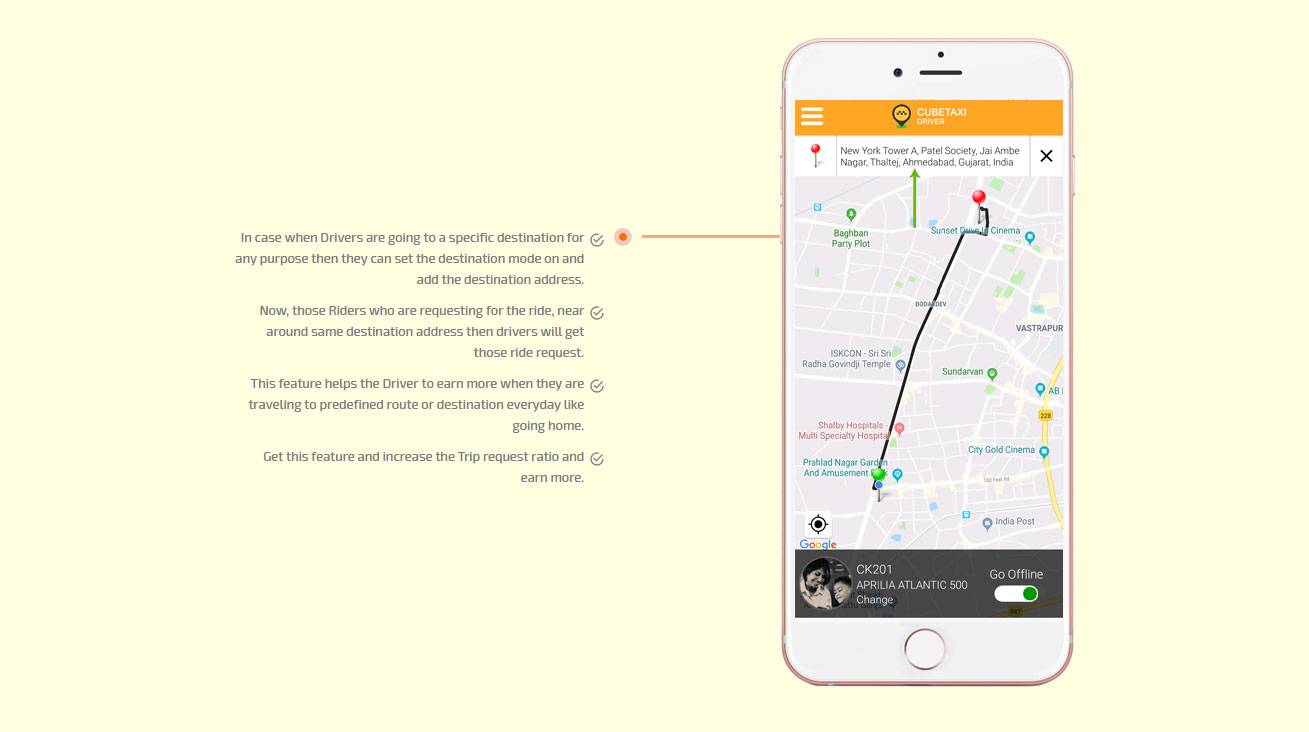 In case when Drivers are going to a specific destination for
any purpose then they can set the destination mode on and
add the destination address.
Now, those Riders who are requesting for the ride, near
around same destination address then drivers will get
those ride request.
This feature helps the Driver to earn more when they are
traveling to predefined route or destination everyday like
going home.
Get this feature and increase the Trip request ratio and
earn more.
CUBETAXI
DRIVER
New York Tower A, Patel Society, Jai Ambe
Nagar, Thaltej, Ahmedabad, Gujarat, India
Baghban
Party Plot
Sunset Drive In Cinema
BODAKDEV
VASTRAPUR
ISKCON - Sri Sri
Radha Govindji Temple
Sundarvan
AB
228
Shalby Hospitals -
Multi Specialty Hospital
City Gold Cinema
Prahlad Nagar Garden
And Amusement Park
100 Feet Rd
India Post
Google
CK201
APRILIA ATLANTIC 500
Change
Go Offline
947